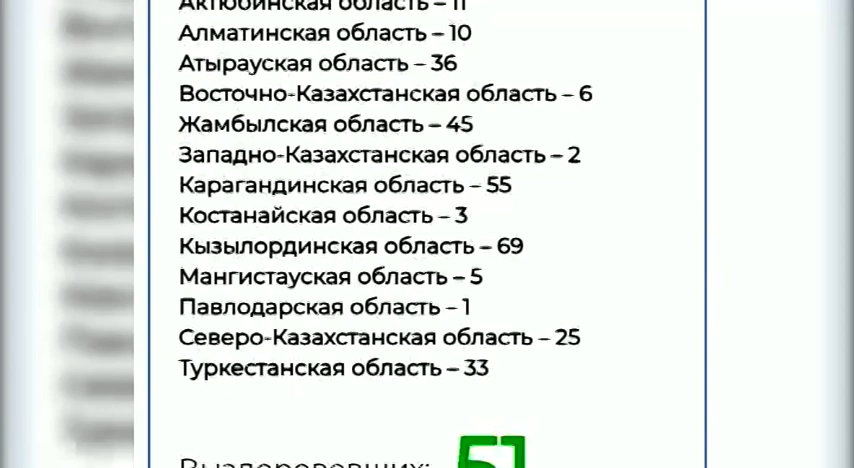 Актюбинская область – 11
Алматинская область – 10
Атырауская область – 36
Восточно-Казахстанская область – 6
Жамбылская область – 45
Западно-Казахстанская область – 2
Карагандинская область – 55
Костанайская область – 3
Кызылординская область – 69
Мангистауская область – 5
Павлодарская область – 1
Северо-Казахстанская область – 25
Туркестанская область – 33
Выздоровевших: 51